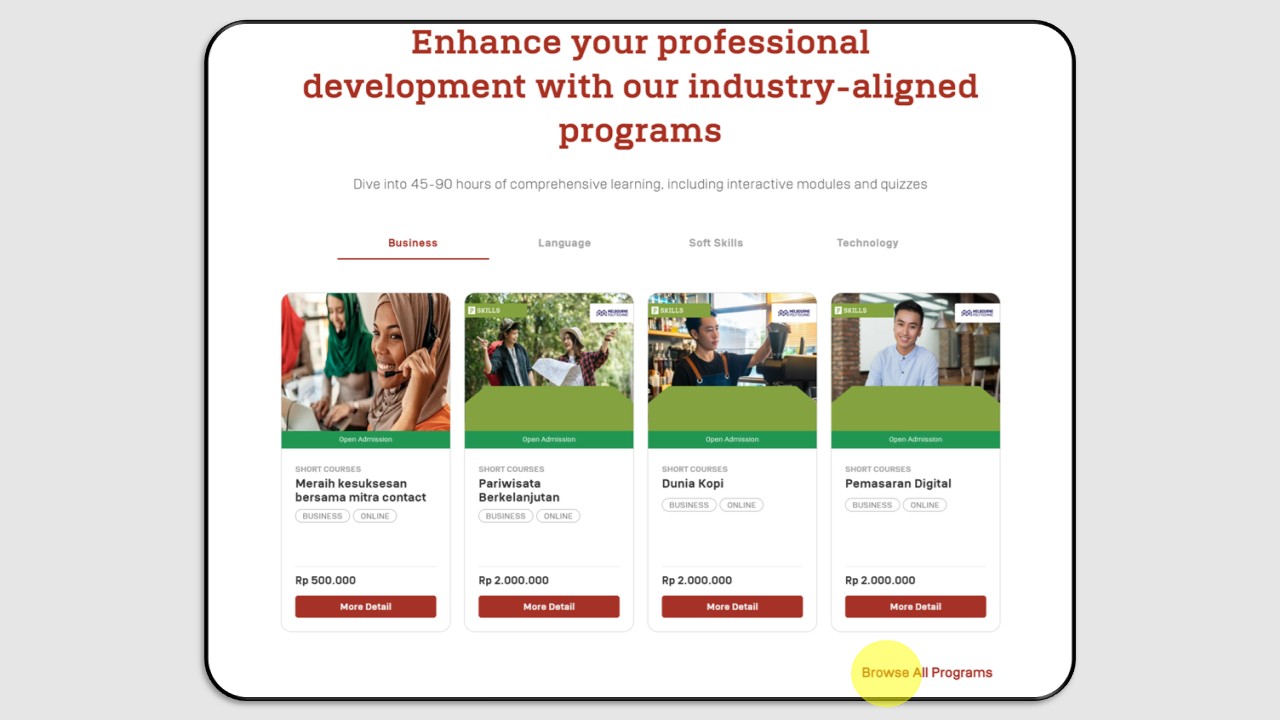 Enhance your professional
development with our industry-aligned
programs
Dive into 45-90 hours of comprehensive learning, including interactive modules and quizzes
Business
Language
Soft Skills
Technology
Open Admission
SHORT COURSES
Meraih kesuksesan
bersama mitra contact
BUSINESS
ONLINE
Rp 500.000
More Detail
SKILLS
MELBOURNE
POLYTECHNIC
Open Admission
SHORT COURSES
Pariwisata
Berkelanjutan
BUSINESS
ONLINE
Rp 2.000.000
More Detail
SKILLS
MELBOURNE
POLYTECHNIC
Open Admission
SHORT COURSES
Dunia Kopi
BUSINESS
ONLINE
Rp 2.000.000
More Detail
SKILLS
MELBOURNE
POLYTECHNIC
Open Admission
SHORT COURSES
Pemasaran Digital
BUSINESS
ONLINE
Rp 2.000.000
More Detail
Browse All Programs